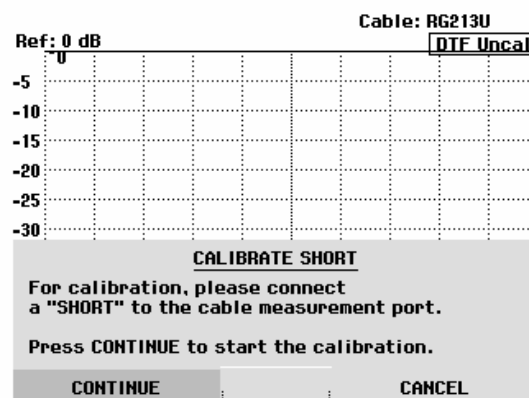 Cable: RG213U
Ref: 0 dB
DTF Uncal
0
-5
-10
-15
-20
-25
-30
CALIBRATE SHORT
For calibration, please connect
a "SHORT" to the cable measurement port.
Press CONTINUE to start the calibration.
CONTINUE
CANCEL